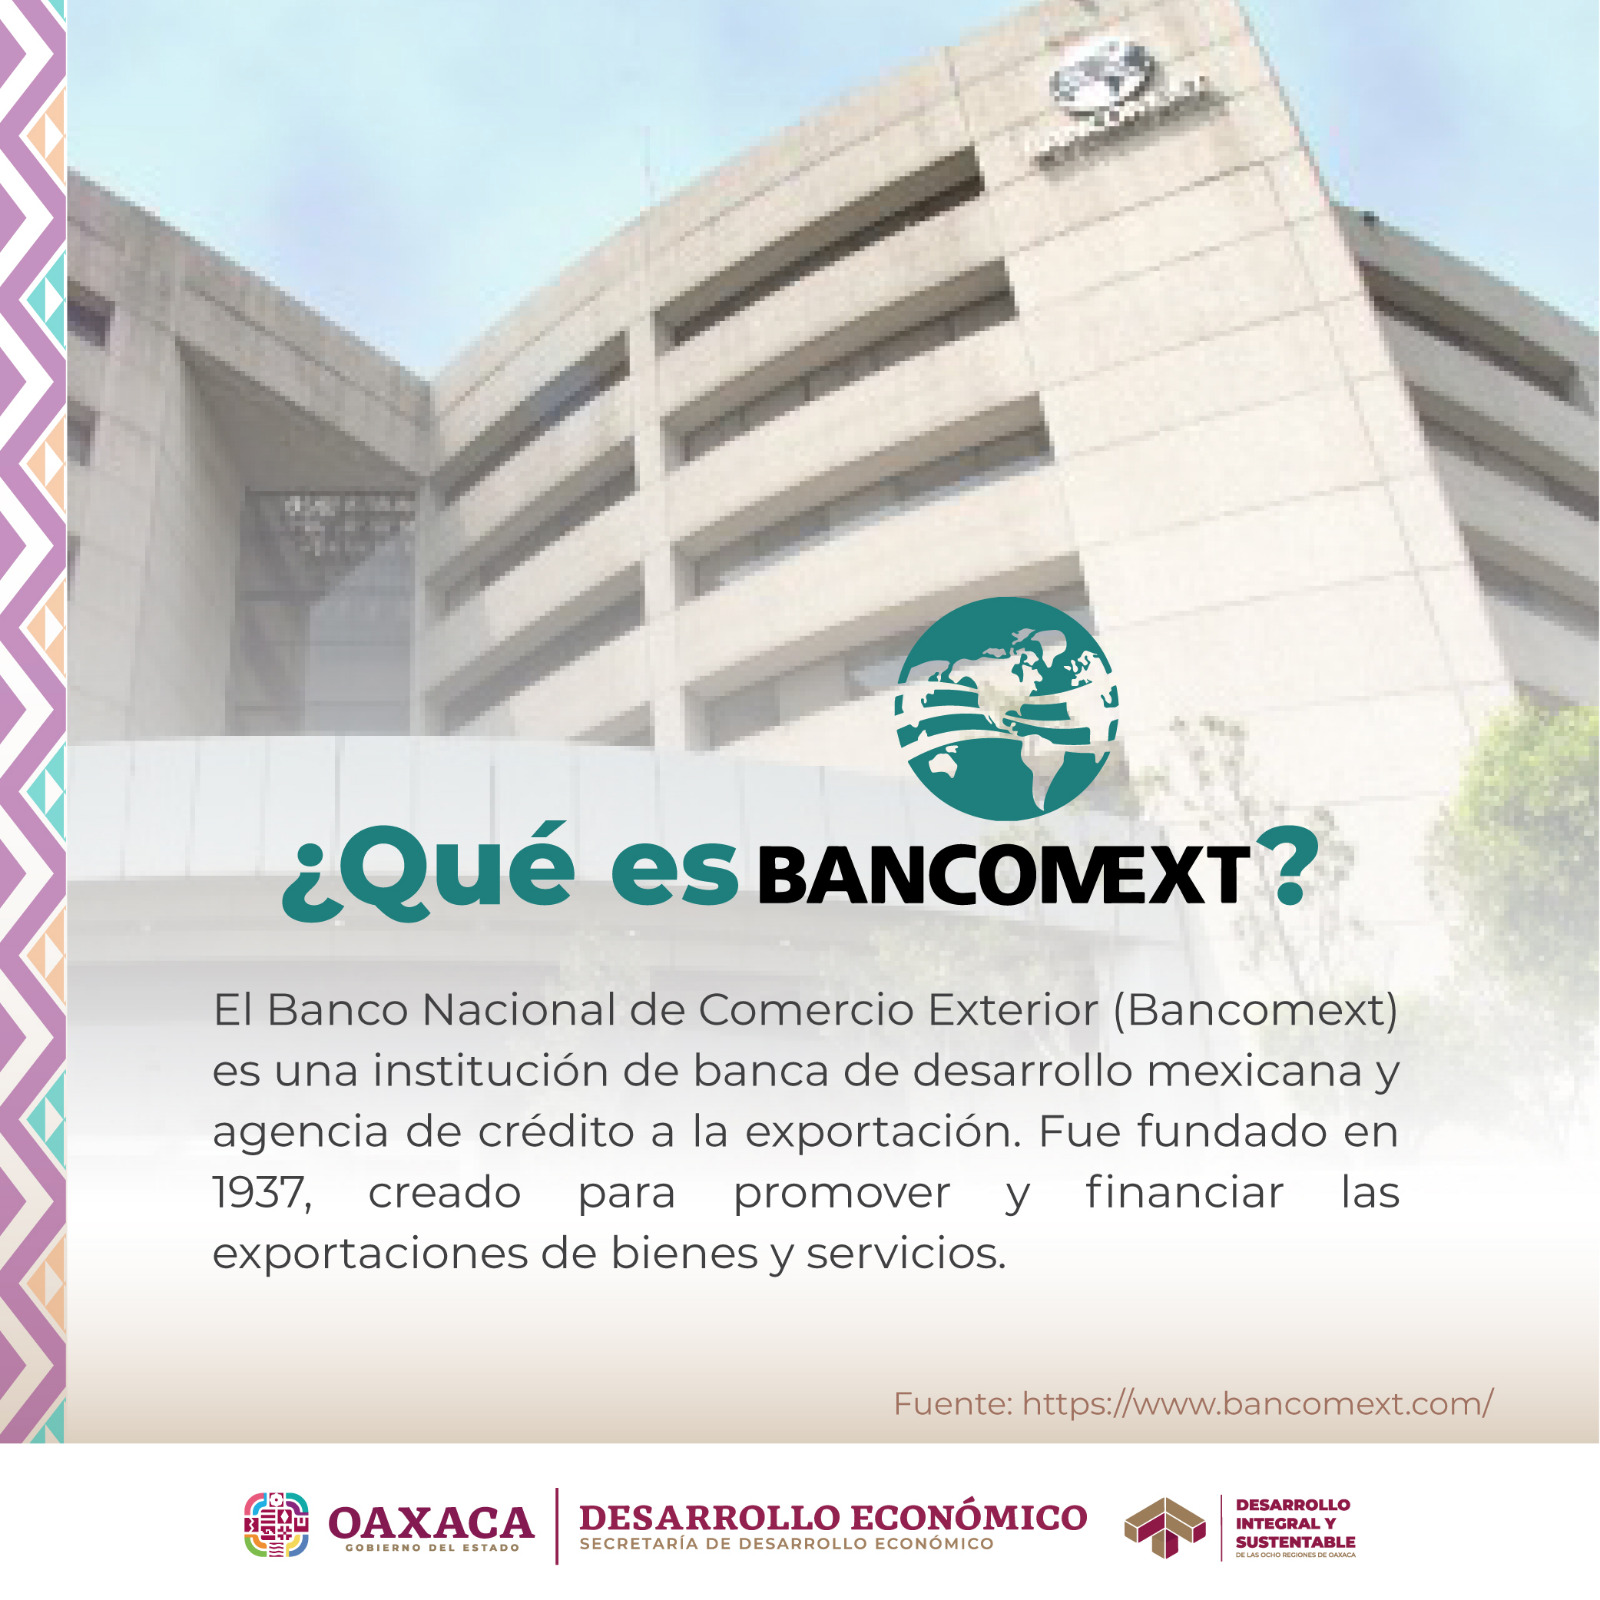 ¿Qué es BANCOMEXT?
El Banco Nacional de Comercio Exterior (Bancomext)
es una institución de banca de desarrollo mexicana y
agencia de crédito a la exportación. Fue fundado en
1937, creado para promover y financiar las
exportaciones de bienes y servicios.
Fuente: https://www.bancomext.com/
OAXACA
GOBIERNO DEL ESTADO
DESARROLLO ECONÓMICO
SECRETARÍA DE DESARROLLO ECONÓMICO
DESARROLLO
INTEGRAL Y
SUSTENTABLE
DE LAS OCHO REGIONES DE OAXACA